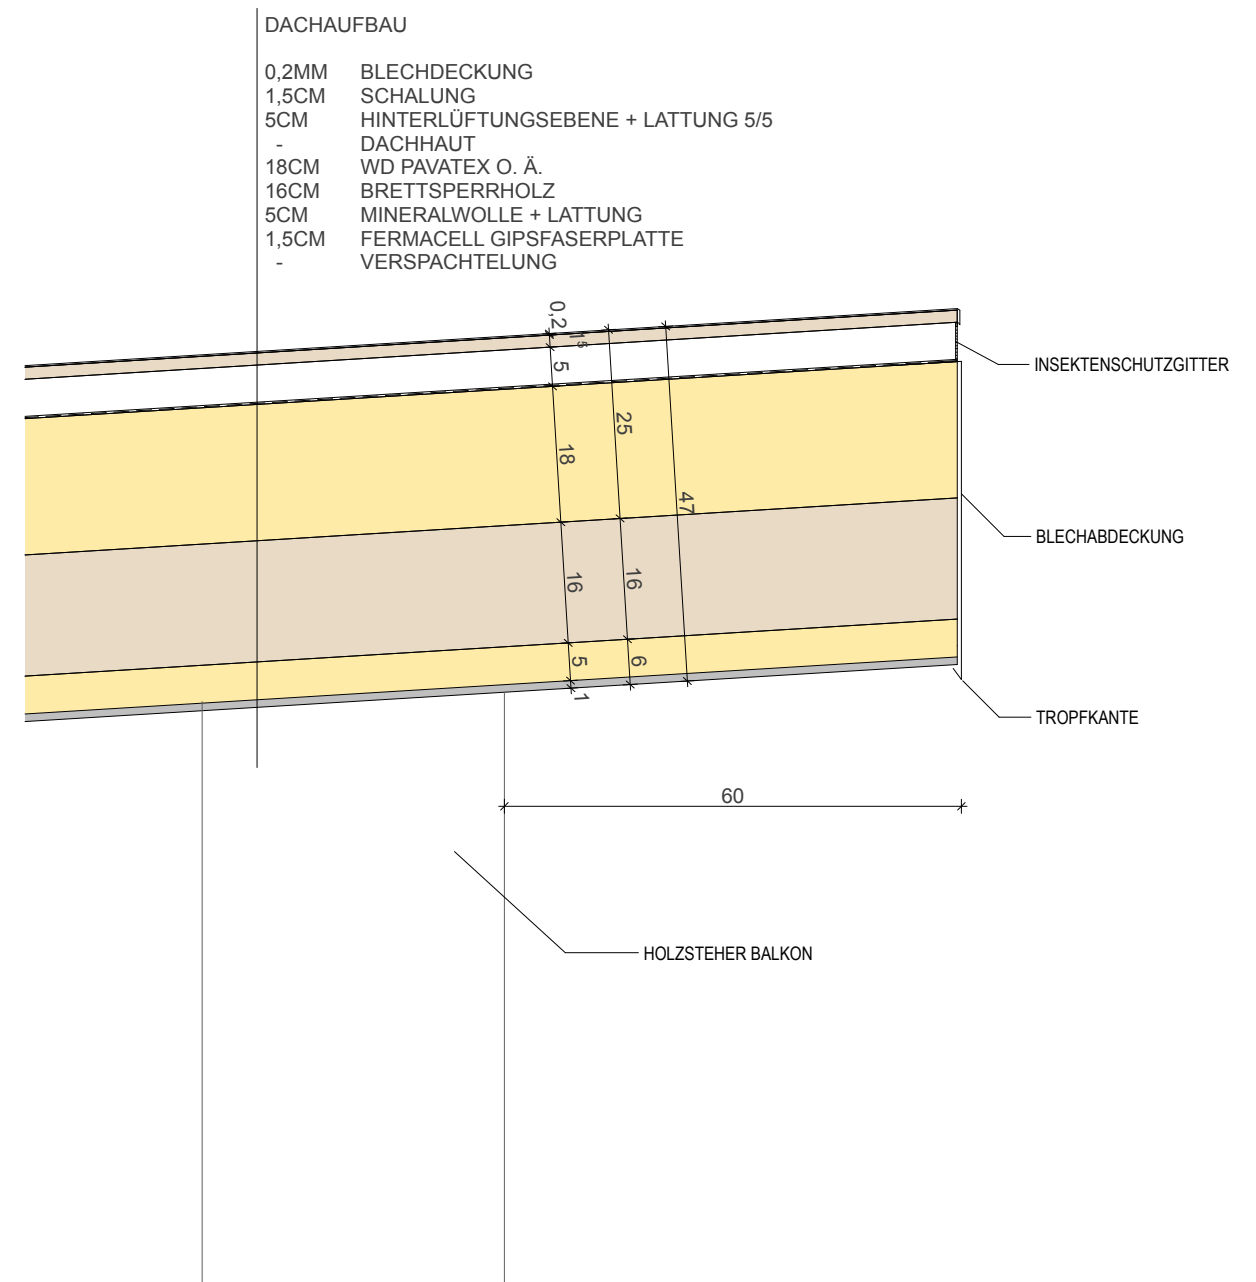 DACHAUFBAU
0,2MM BLECHDECKUNG
1,5CM SCHALUNG
5CM HINTERLÜFTUNGSEBENE + LATTUNG 5/5
- DACHHAUT
18CM WD PAVATEX O. Ä.
16CM BRETTSPERRHOLZ
5CM MINERALWOLLE + LATTUNG
1,5CM FERMACELL GIPSFASERPLATTE
- VERSPACHTELUNG
0,2
15
5
18
16
5
1
25
16
6
47
INSEKTENSCHUTZGITTER
BLECHABDECKUNG
TROPFKANTE
60
HOLZSTEHER BALKON